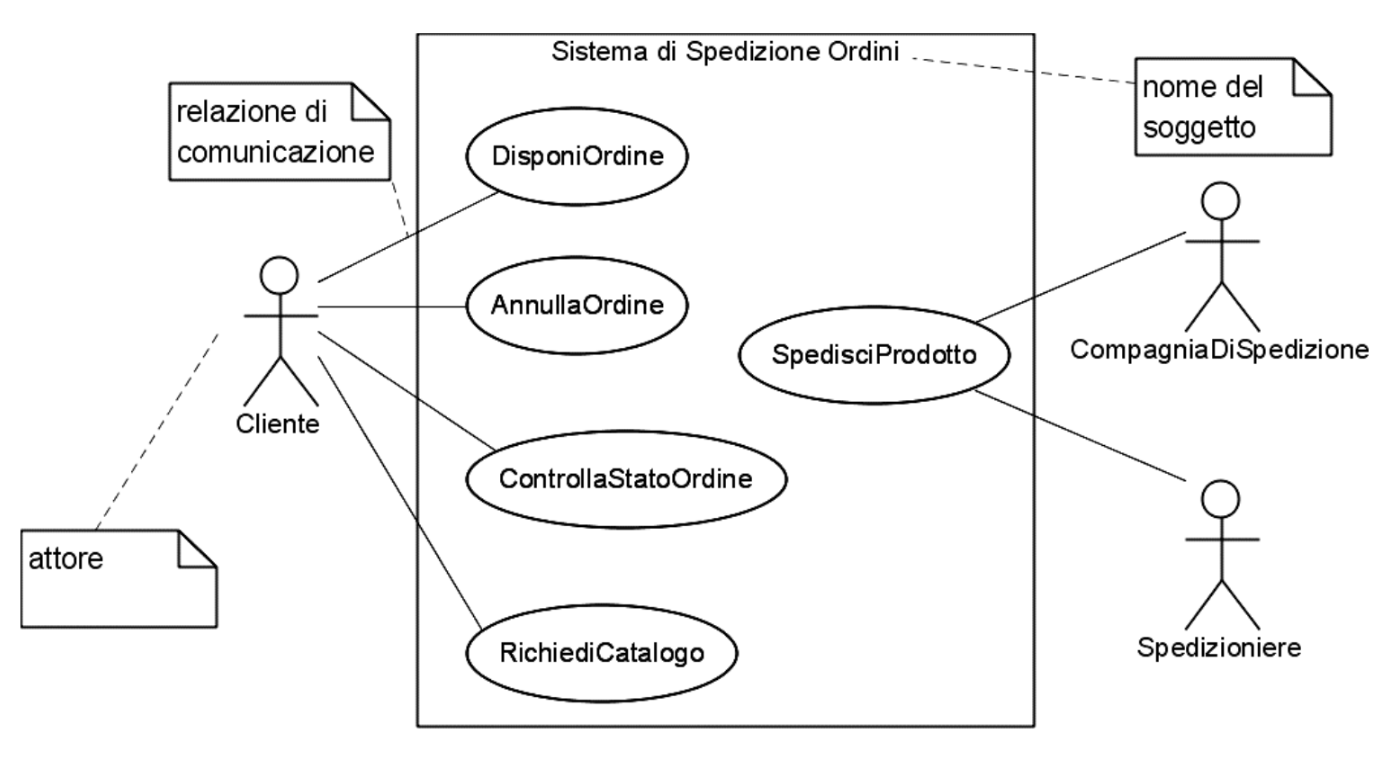 Sistema di Spedizione Ordini
nome del
soggetto
relazione di
comunicazione
DisponiOrdine
AnnullaOrdine
SpedisciProdotto
CompagniaDiSpedizione
Cliente
ControllaStatoOrdine
attore
RichiediCatalogo
Spedizioniere